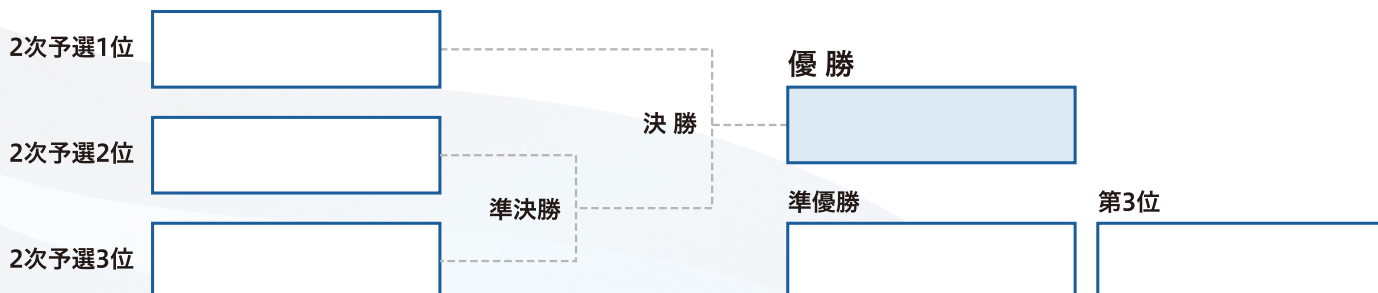 2次予選1位
優 勝
決 勝
2次予選2位
準決勝
準優勝
第3位
2次予選3位